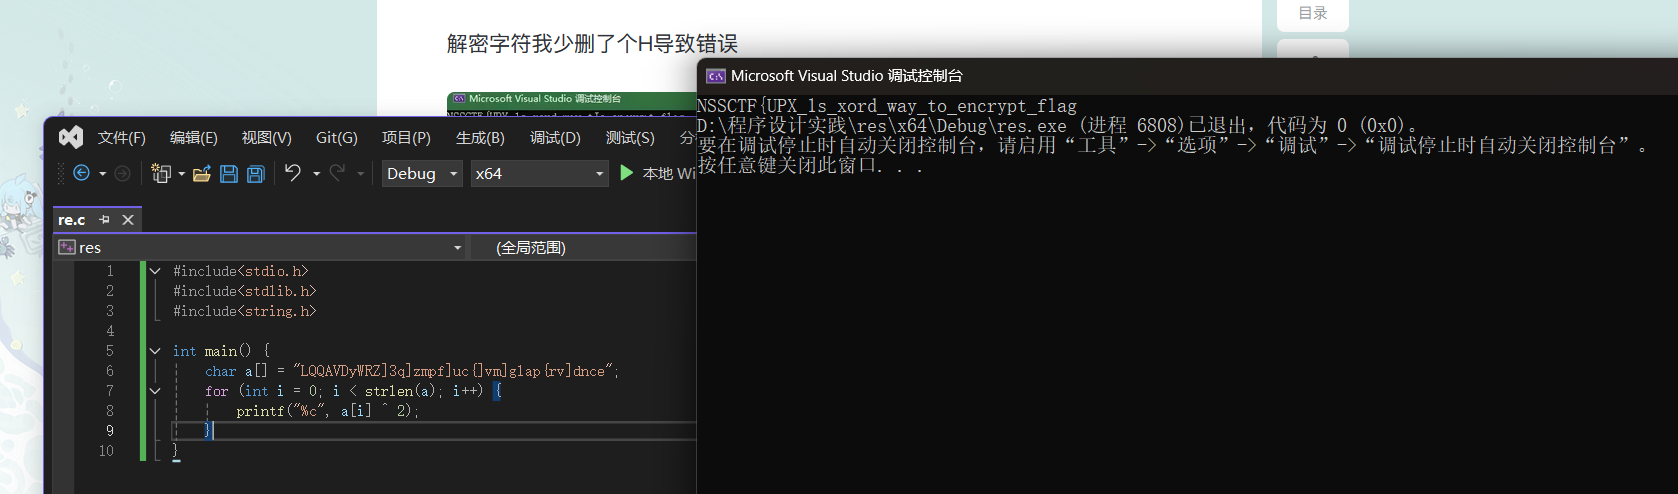 目录
解密字符我少删了个H导致错误
Microsoft Visual Studio 调试控制台
Microsoft Visual Studio 调试控制台
NSSCTF{UPX_1s_xord_way_to_encrypt_flag
D:\程序设计实践\res\x64\Debug\res.exe (进程 6808)已退出，代码为 0 (0x0)。
要在调试停止时自动关闭控制台，请启用“工具”->“选项”->“调试”->“调试停止时自动关闭控制台”。
按任意键关闭此窗口. . .
文件(F) 编辑(E) 视图(V) Git(G) 项目(P) 生成(B) 调试(D) 测试(S) 分
Debug x64 本地 Wi
re.c
res (全局范围)
1 #include<stdio.h>
2 #include<stdlib.h>
3 #include<string.h>
4
5 int main() {
6 char a[] = "LQQAVDyWRZ]3q]zmpf]uc{]vm]glap{rv]dnce";
7 for (int i = 0; i < strlen(a); i++) {
8 printf("%c", a[i] ^ 2);
9 }
10 }